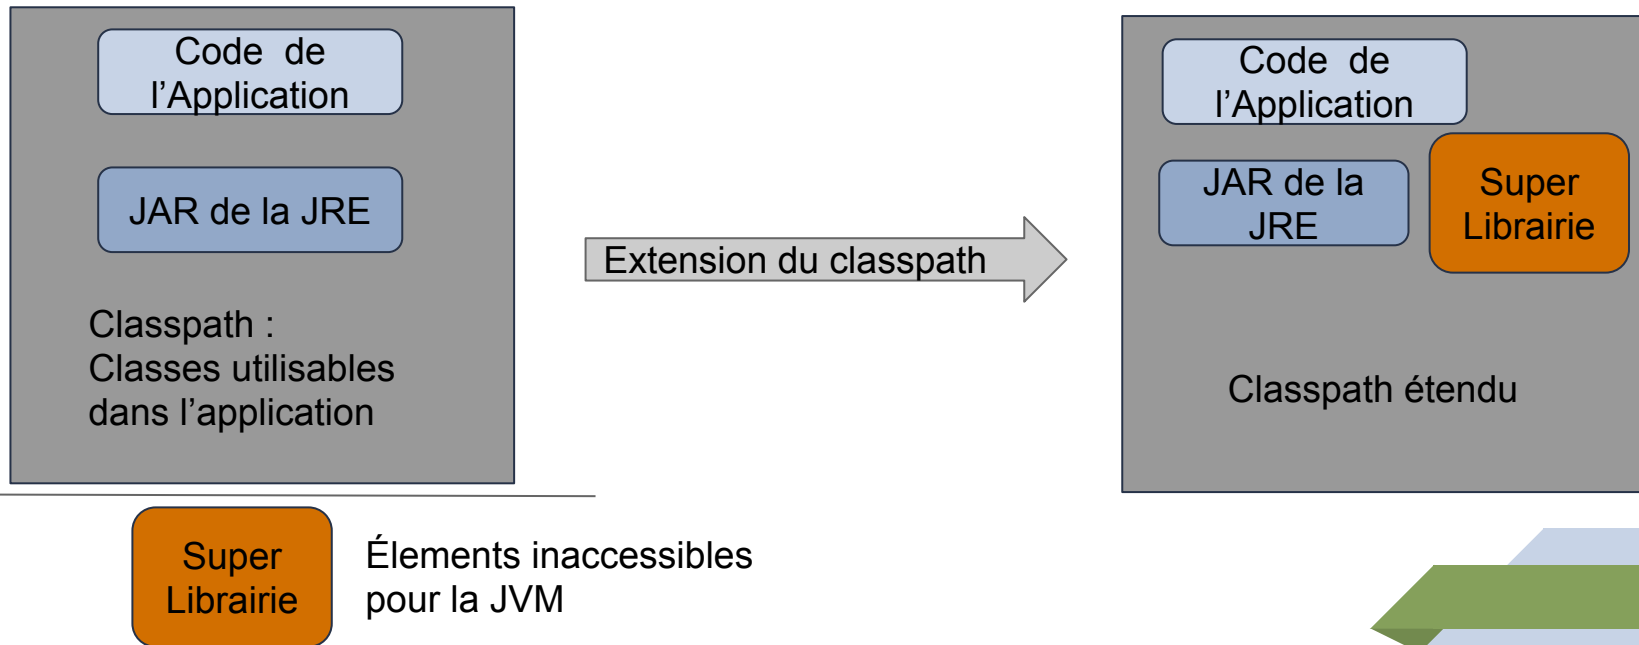 Code de
l’Application
JAR de la JRE
Classpath :
Classes utilisables
dans l’application
Super
Librairie
Élements inaccessibles
pour la JVM
Extension du classpath
Code de
l’Application
JAR de la
JRE
Super
Librairie
Classpath étendu